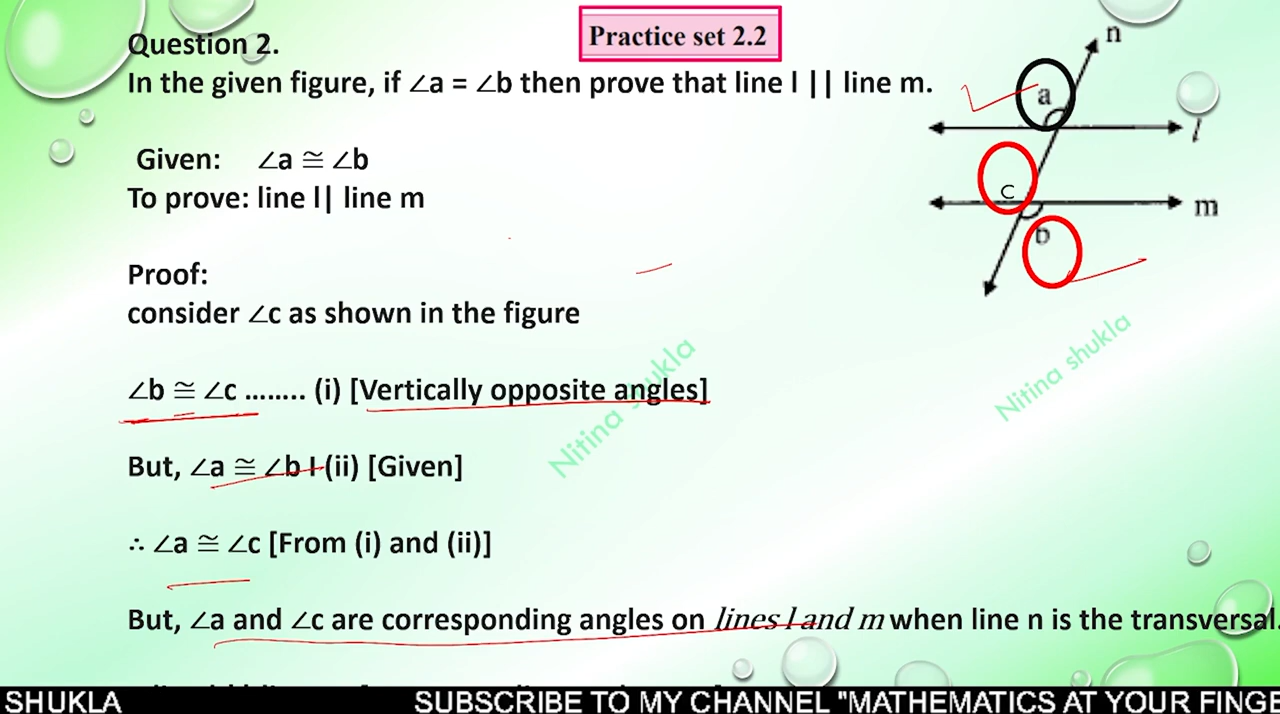 Practice set 2.2
Question 2.
In the given figure, if ∠a = ∠b then prove that line l || line m.
Given: ∠a ≅ ∠b
To prove: line l| line m
Proof:
consider ∠c as shown in the figure
∠b ≅ ∠c ........ (i) [Vertically opposite angles]
But, ∠a ≅ ∠b (ii) [Given]
∴ ∠a ≅ ∠c [From (i) and (ii)]
But, ∠a and ∠c are corresponding angles on lines l and m when line n is the transversal.
n
a
l
c
m
b
Nitina shukla
Nitina shukla
SHUKLA SUBSCRIBE TO MY CHANNEL "MATHEMATICS AT YOUR FINGE